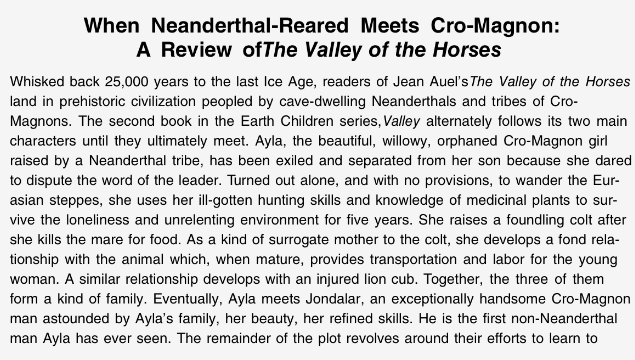 When Neanderthal-Reared Meets Cro-Magnon:
A Review ofThe Valley of the Horses
Whisked back 25,000 years to the last Ice Age, readers of Jean Auel'sThe Valley of the Horses
land in prehistoric civilization peopled by cave-dwelling Neanderthals and tribes of Cro-
Magnons. The second book in the Earth Children series,Valley alternately follows its two main
characters until they ultimately meet. Ayla, the beautiful, willowy, orphaned Cro-Magnon girl
raised by a Neanderthal tribe, has been exiled and separated from her son because she dared
to dispute the word of the leader. Turned out alone, and with no provisions, to wander the Eur-
asian steppes, she uses her ill-gotten hunting skills and knowledge of medicinal plants to sur-
vive the loneliness and unrelenting environment for five years. She raises a foundling colt after
she kills the mare for food. As a kind of surrogate mother to the colt, she develops a fond rela-
tionship with the animal which, when mature, provides transportation and labor for the young
woman. A similar relationship develops with an injured lion cub. Together, the three of them
form a kind of family. Eventually, Ayla meets Jondalar, an exceptionally handsome Cro-Magnon
man astounded by Ayla's family, her beauty, her refined skills. He is the first non-Neanderthal
man Ayla has ever seen. The remainder of the plot revolves around their efforts to learn to